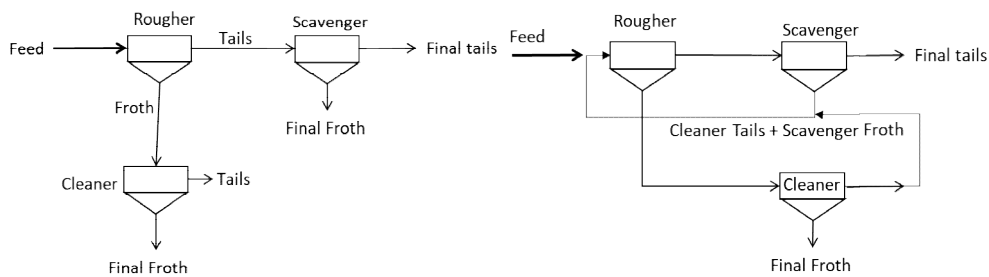 Rougher
Scavenger
Feed
Tails
Final tails
Froth
Final Froth
Cleaner
Tails
Final Froth
Rougher
Scavenger
Feed
Final tails
Cleaner Tails + Scavenger Froth
Cleaner
Final Froth